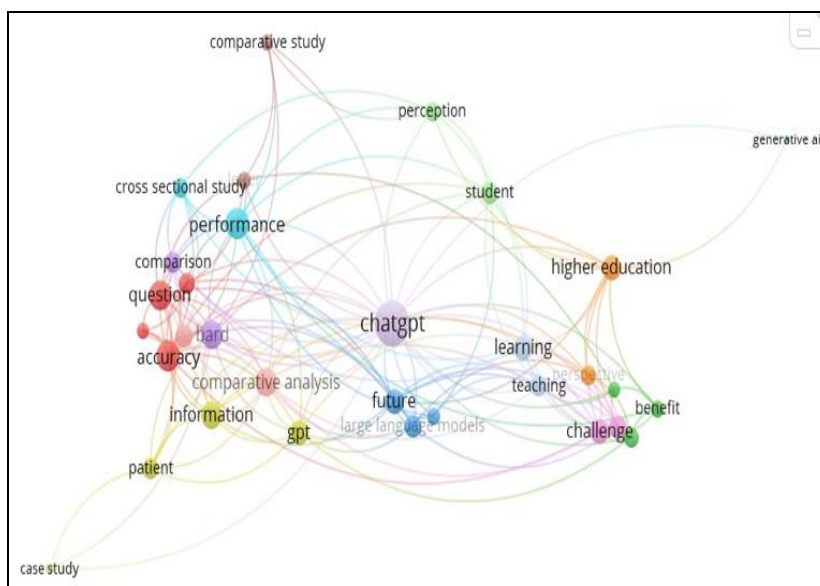 comparative study
perception
generative ai
cross sectional study
student
performance
comparison
higher education
question
chatgpt
bard
accuracy
learning
comparative analysis
perspective
teaching
future
benefit
information
large language models
gpt
challenge
patient
case study